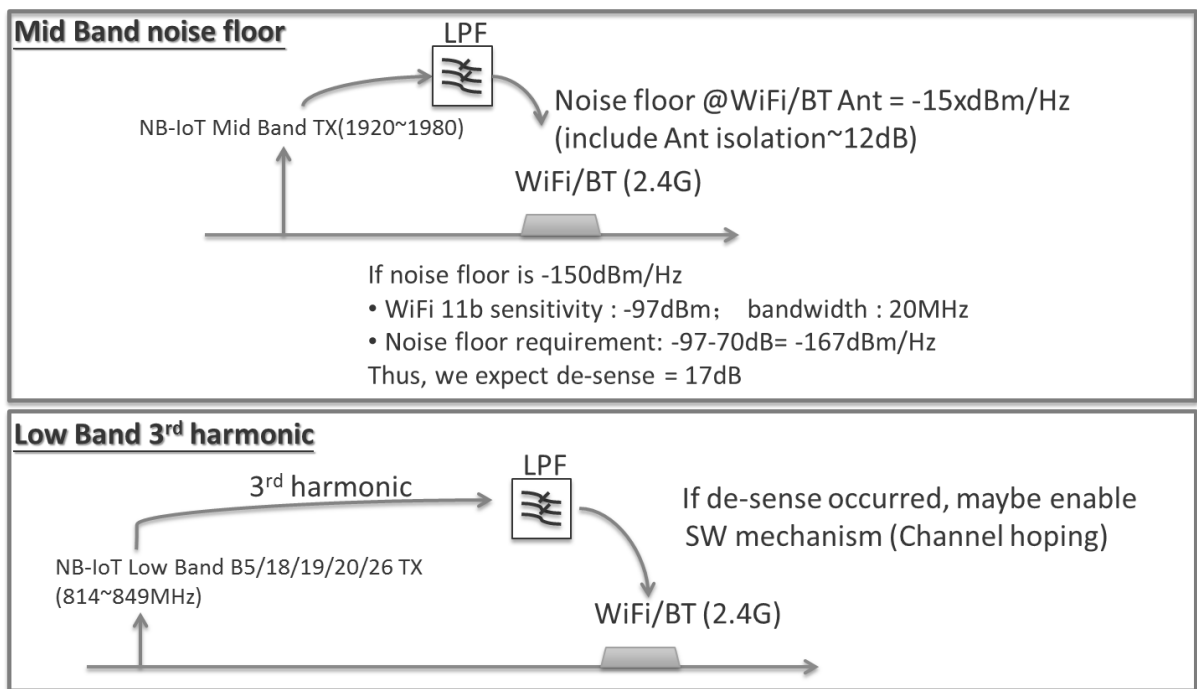 Mid Band noise floor
LPF
NB-IoT Mid Band TX(1920~1980)
Noise floor @WiFi/BT Ant = -15xdBm/Hz
(include Ant isolation~12dB)
WiFi/BT (2.4G)
If noise floor is -150dBm/Hz
• WiFi 11b sensitivity : -97dBm； bandwidth : 20MHz
• Noise floor requirement: -97-70dB= -167dBm/Hz
Thus, we expect de-sense = 17dB
Low Band 3rd harmonic
LPF
3rd harmonic
If de-sense occurred, maybe enable
SW mechanism (Channel hoping)
NB-IoT Low Band B5/18/19/20/26 TX
(814~849MHz)
WiFi/BT (2.4G)